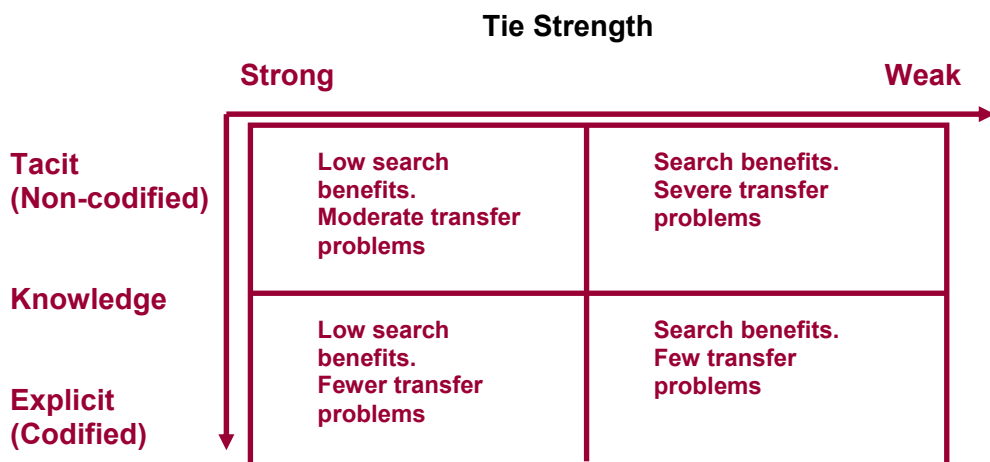 Tie Strength
Strong Weak
Tacit
(Non-codified)
Low search
benefits.
Moderate transfer
problems
Search benefits.
Severe transfer
problems
Knowledge
Explicit
(Codified)
Low search
benefits.
Fewer transfer
problems
Search benefits.
Few transfer
problems